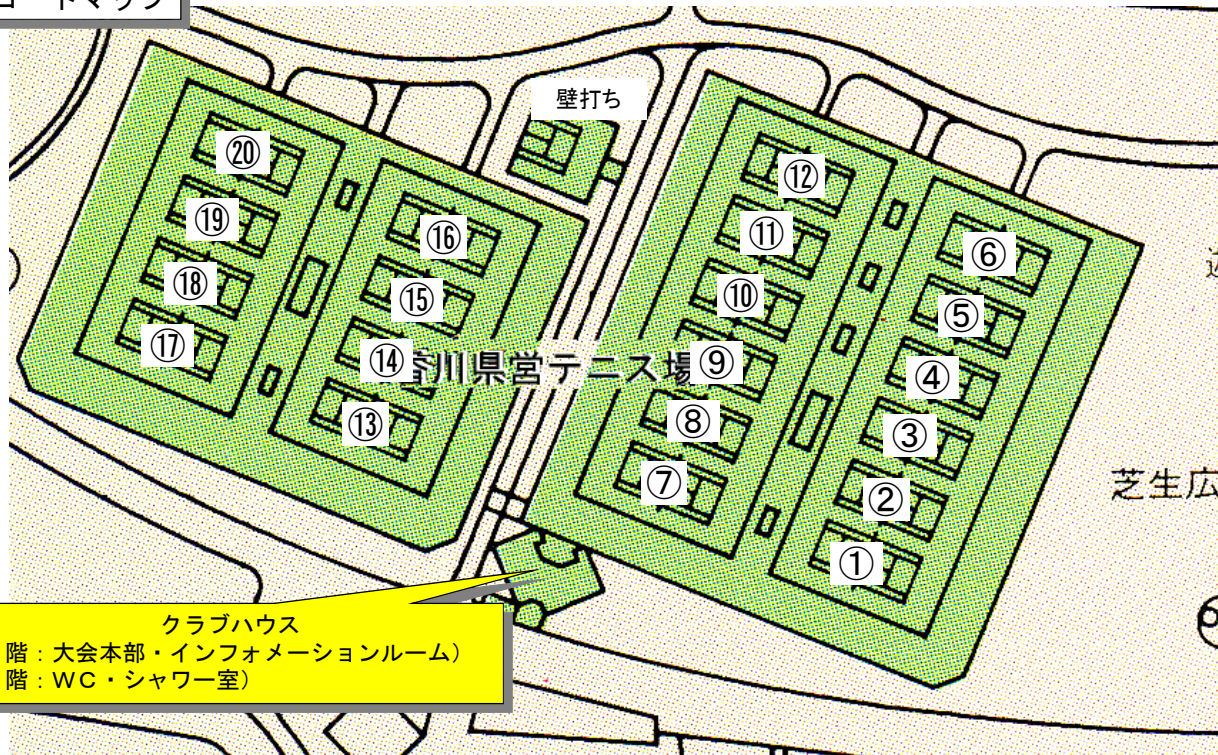 コートマップ
壁打ち
⑳
⑫
⑲
⑯
⑪
⑥
⑱
⑮
⑩
⑤
⑰
⑭
香川県営テニス場
⑨
④
⑬
⑧
③
⑦
②
芝生広
①
クラブハウス
階：大会本部・インフォメーションルーム）
階：ＷＣ・シャワー室）